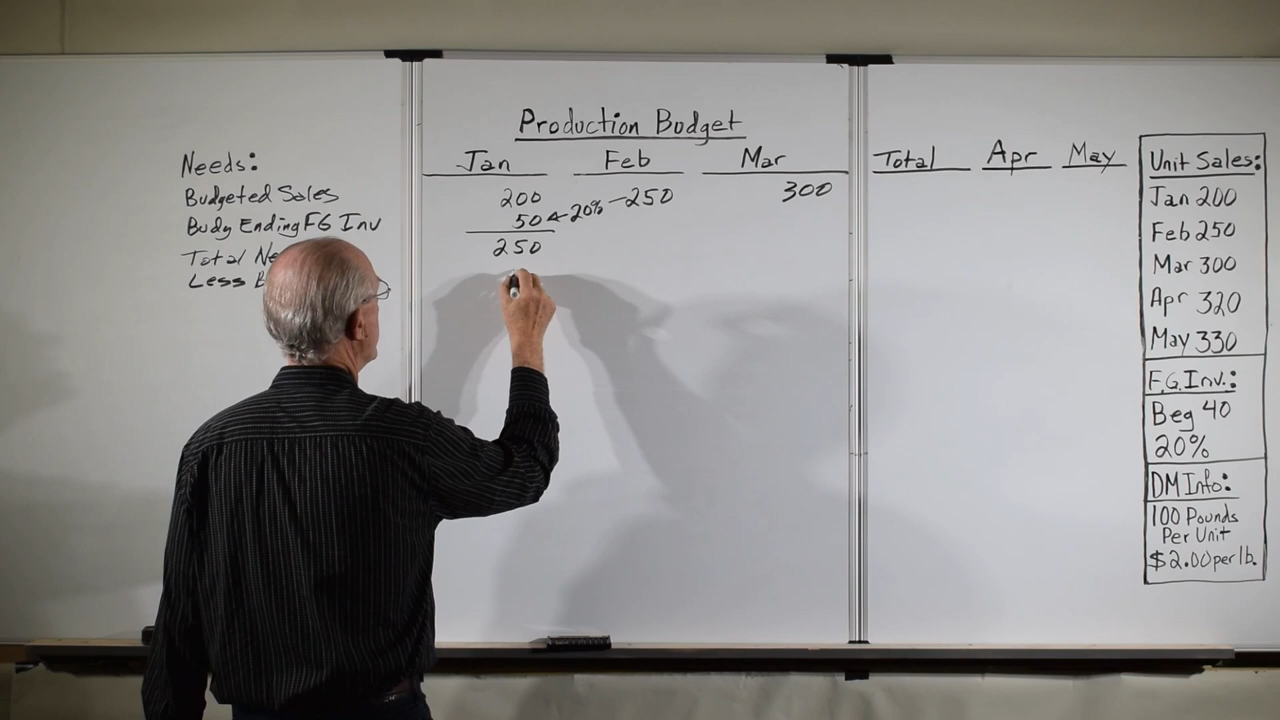 Production Budget
Jan Feb Mar Total Apr May
Needs:
Budgeted Sales 200 250 300
Budg Ending FG Inv 50 ← 20% —
Total 250
Less
Unit Sales:
Jan 200
Feb 250
Mar 300
Apr 320
May 330
F.G. Inv.:
Beg 40
20%
DM Info:
100 Pounds
Per Unit
$2.00 per lb.